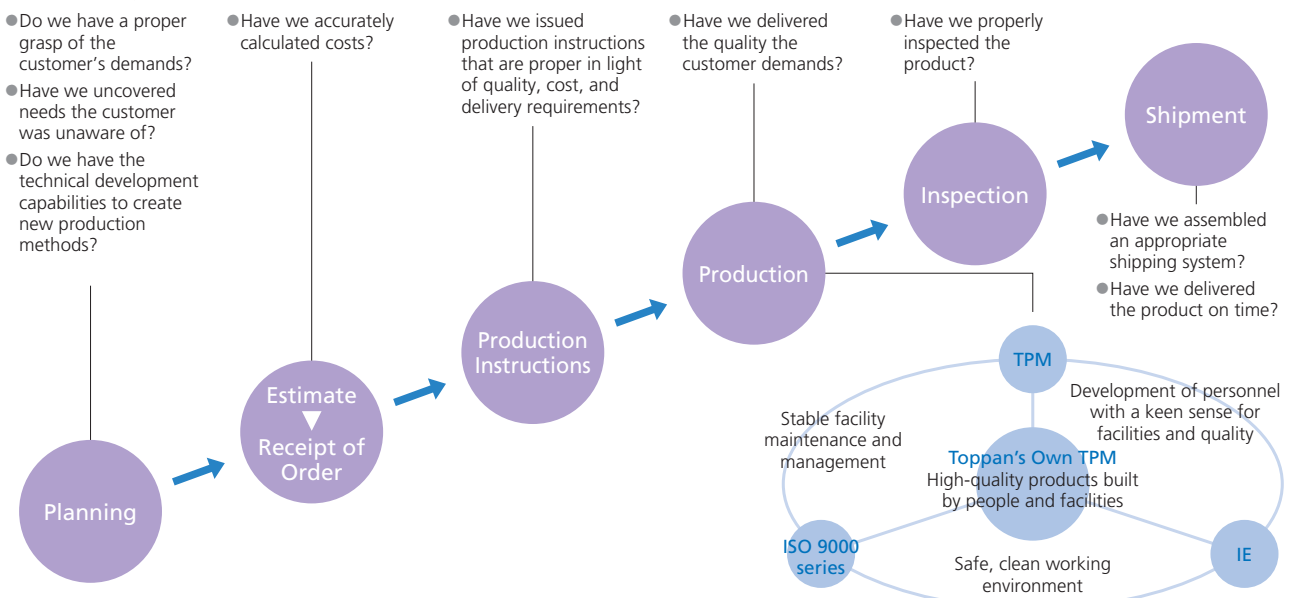 ●Do we have a proper
grasp of the
customer's demands?
●Have we uncovered
needs the customer
was unaware of?
●Do we have the
technical development
capabilities to create
new production
methods?
Planning
●Have we accurately
calculated costs?
Estimate
▼
Receipt of
Order
●Have we issued
production instructions
that are proper in light
of quality, cost, and
delivery requirements?
Production
Instructions
●Have we delivered
the quality the
customer demands?
Production
●Have we properly
inspected the
product?
Inspection
Shipment
●Have we assembled
an appropriate
shipping system?
●Have we delivered
the product on time?
TPM
Stable facility
maintenance and
management
Development of personnel
with a keen sense for
facilities and quality
Toppan's Own TPM
High-quality products built
by people and facilities
ISO 9000
series
IE
Safe, clean working
environment